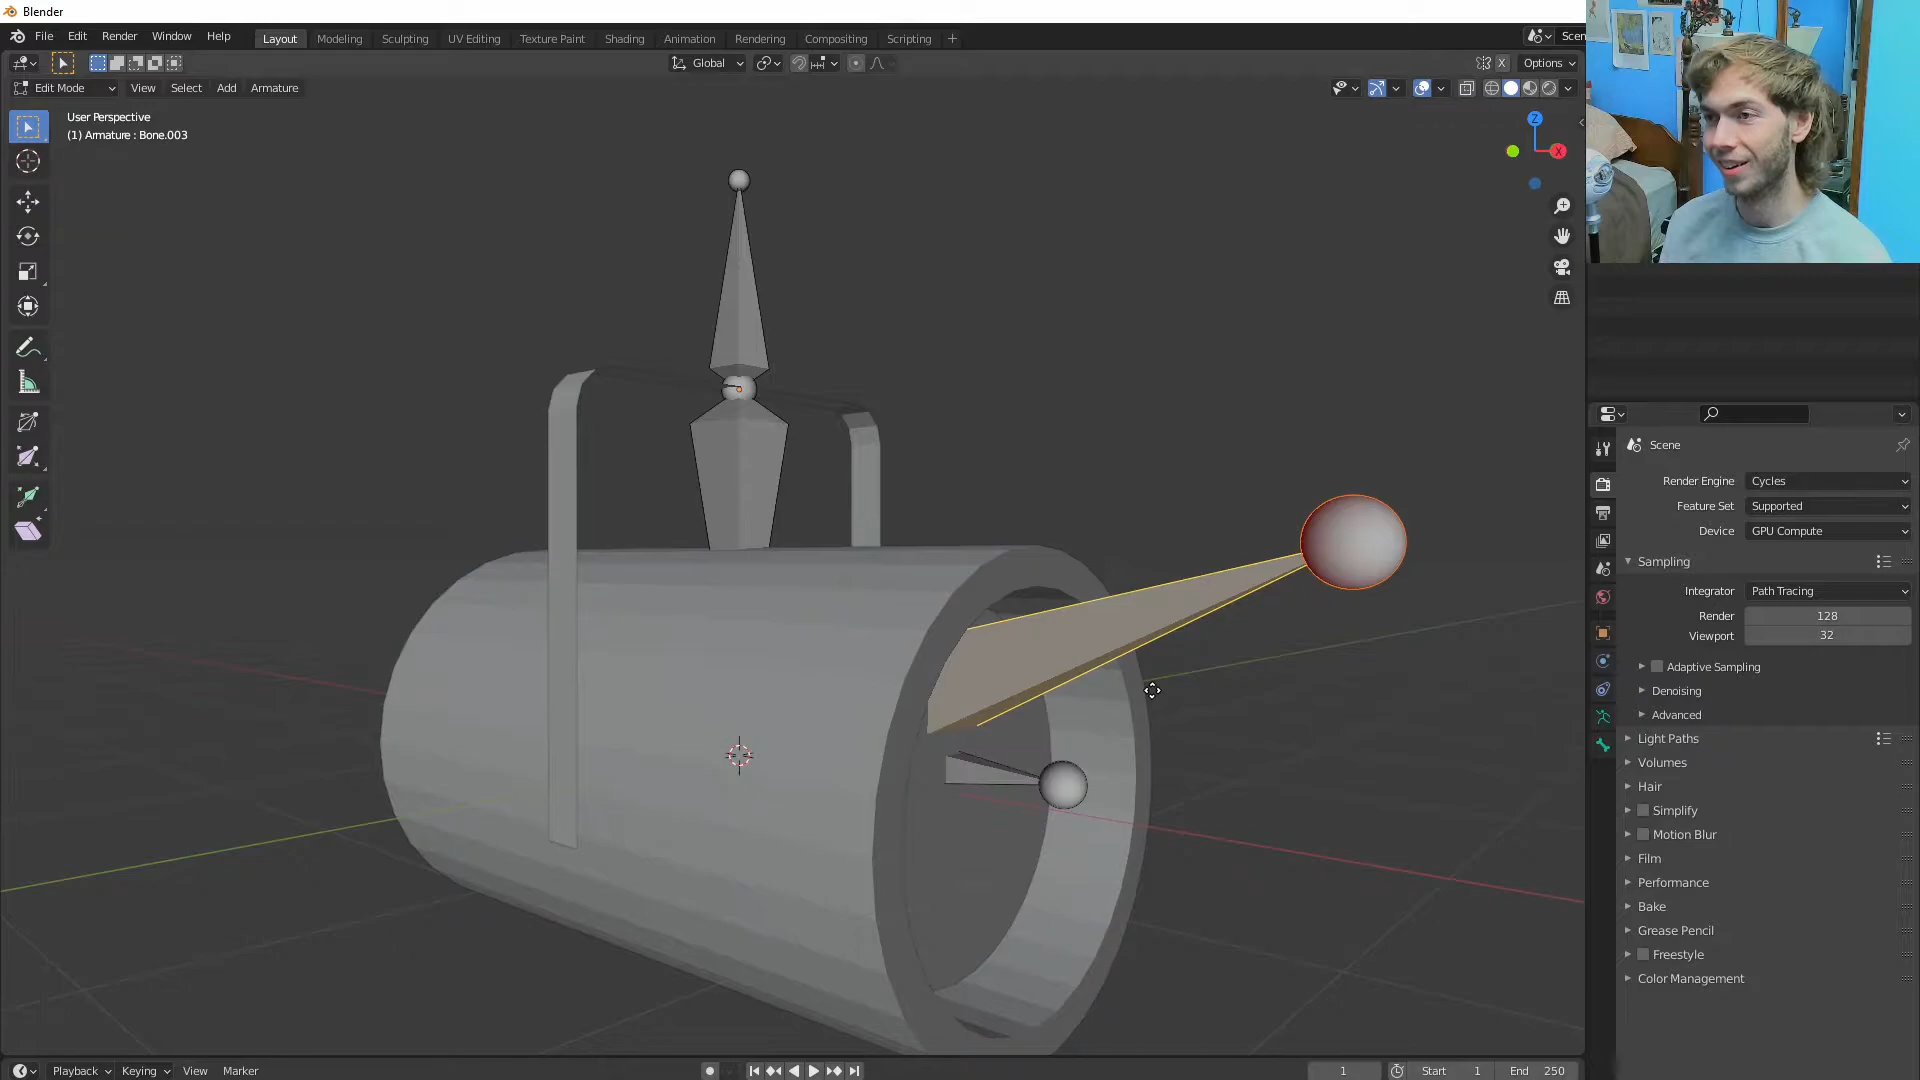 Blender
File Edit Render Window Help
Layout Modeling Sculpting UV Editing Texture Paint Shading Animation Rendering Compositing Scripting +
Scen
Global
X Options
Edit Mode View Select Add Armature
User Perspective
(1) Armature : Bone.003
Z
X
Scene
Render Engine Cycles
Feature Set Supported
Device GPU Compute
Sampling
Integrator Path Tracing
Render 128
Viewport 32
Adaptive Sampling
Denoising
Advanced
Light Paths
Volumes
Hair
Simplify
Motion Blur
Film
Performance
Bake
Grease Pencil
Freestyle
Color Management
Playback Keying View Marker 1 Start 1 End 250